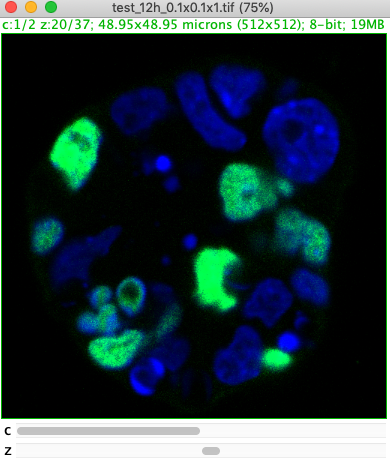 test_12h_0.1x0.1x1.tif (75%)
c:1/2 z:20/37; 48.95x48.95 microns (512x512); 8-bit; 19MB
C
Z